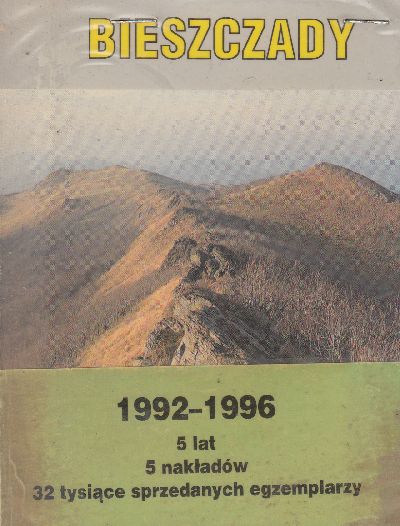 BIESZCZADY
1992-1996
5 lat
5 nakładów
32 tysiące sprzedanych egzemplarzy